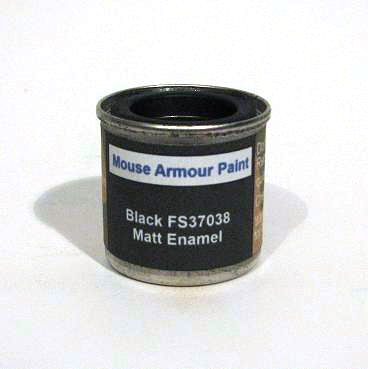 Mouse Armour Paint
Black FS37038
Matt Enamel